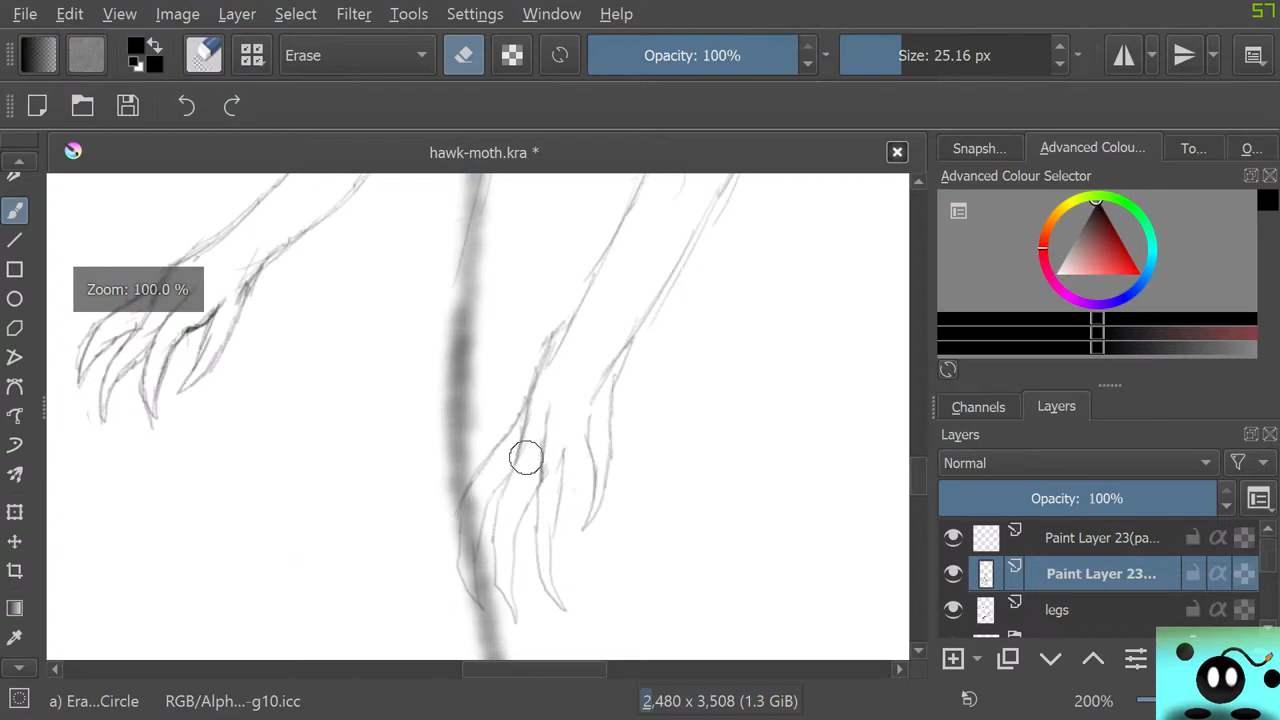 File Edit View Image Layer Select Filter Tools Settings Window Help
57
Erase Opacity: 100% Size: 25.16 px
hawk-moth.kra *
Snapsh... Advanced Colou... To... O...
Advanced Colour Selector
Zoom: 100.0 %
Channels Layers
Layers
Normal
Opacity: 100%
Paint Layer 23(pa...
Paint Layer 23...
legs
a) Era...Circle RGB/Alph...-g10.icc 2,480 x 3,508 (1.3 GiB) 200%